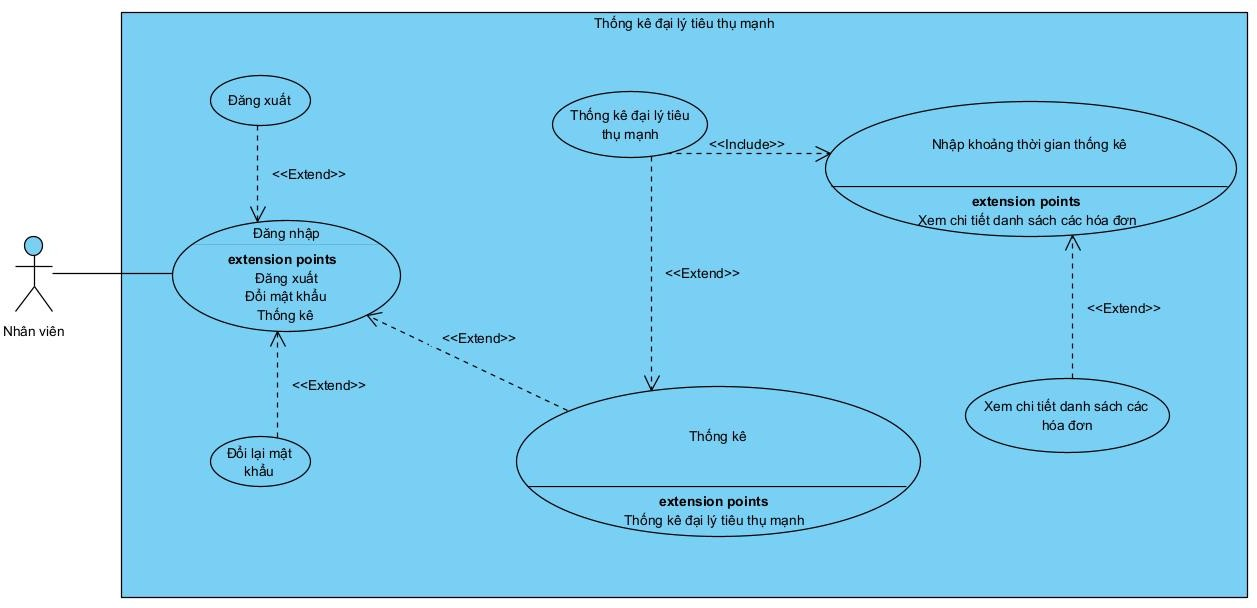 Thống kê đại lý tiêu thụ mạnh
Đăng xuất
<<Extend>>
Đăng nhập
extension points
Đăng xuất
Đổi mật khẩu
Thống kê
Nhân viên
<<Extend>>
Đổi lại mật
khẩu
<<Extend>>
Thống kê đại lý tiêu
thụ mạnh
<<Include>>
<<Extend>>
Thống kê
extension points
Thống kê đại lý tiêu thụ mạnh
Nhập khoảng thời gian thống kê
extension points
Xem chi tiết danh sách các hóa đơn
<<Extend>>
Xem chi tiết danh sách các
hóa đơn